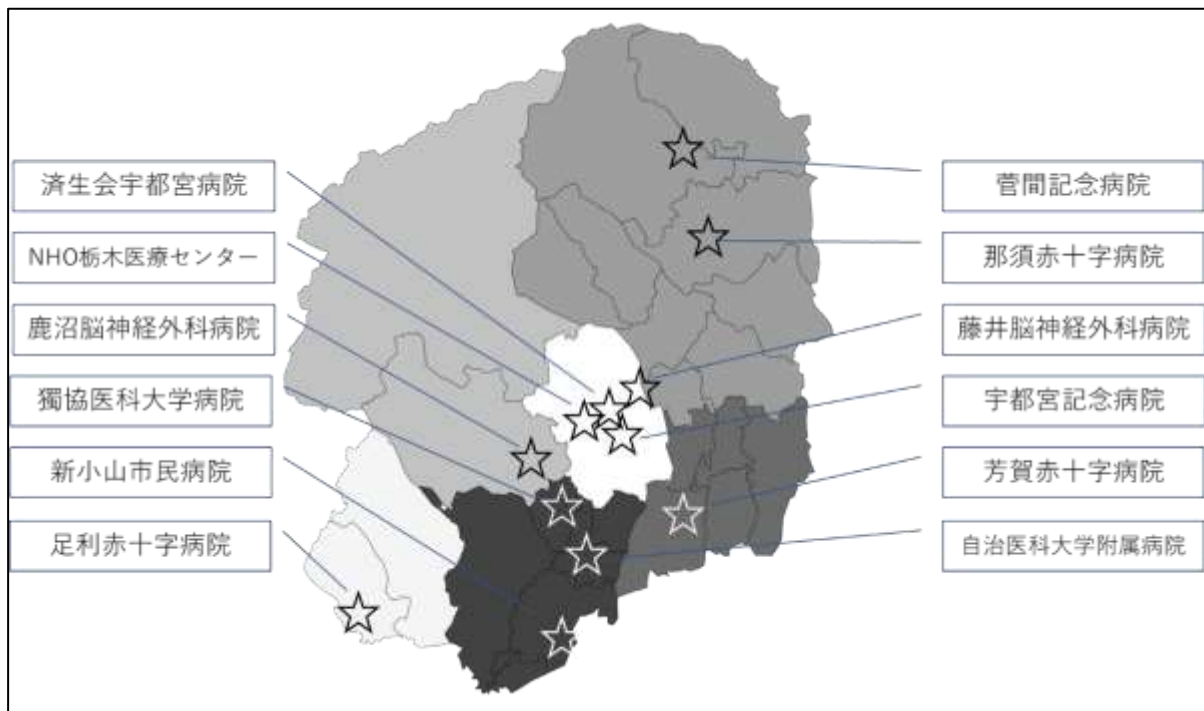 済生会宇都宮病院
NHO栃木医療センター
鹿沼脳神経外科病院
獨協医科大学病院
新小山市民病院
足利赤十字病院
菅間記念病院
那須赤十字病院
藤井脳神経外科病院
宇都宮記念病院
芳賀赤十字病院
自治医科大学附属病院